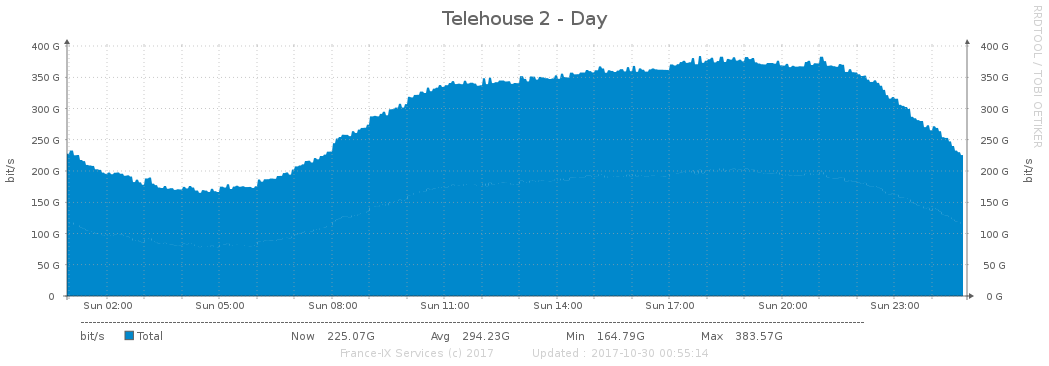 Telehouse 2 - Day
RRDTOOL / TOBI OETIKER
400 G 400 G
350 G 350 G
300 G 300 G
250 G 250 G
200 G 200 G
150 G 150 G
100 G 100 G
50 G 50 G
0 0 G
bit/s bit/s
Sun 02:00 Sun 05:00 Sun 08:00 Sun 11:00 Sun 14:00 Sun 17:00 Sun 20:00 Sun 23:00
bit/s Total Now 225.07G Avg 294.23G Min 164.79G Max 383.57G
France-IX Services (c) 2017 Updated : 2017-10-30 00:55:14